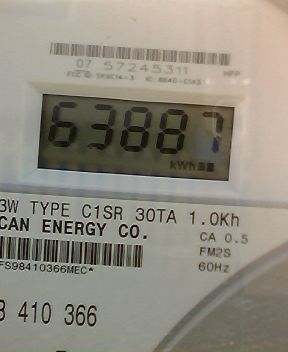 07 57245311
63887
kWh
3W TYPE C1SR 30TA 1.0Kh
CAN ENERGY CO.
CA 0.5
FM2S
FS98410366MEC*
60Hz
3 410 366